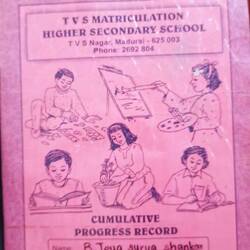 T V S MATRICULATION
HIGHER SECONDARY SCHOOL
T V S Nagar, Madurai - 625 003
Phone: 2692 804
CUMULATIVE
PROGRESS RECORD
Name: B. Jeya surya shankar